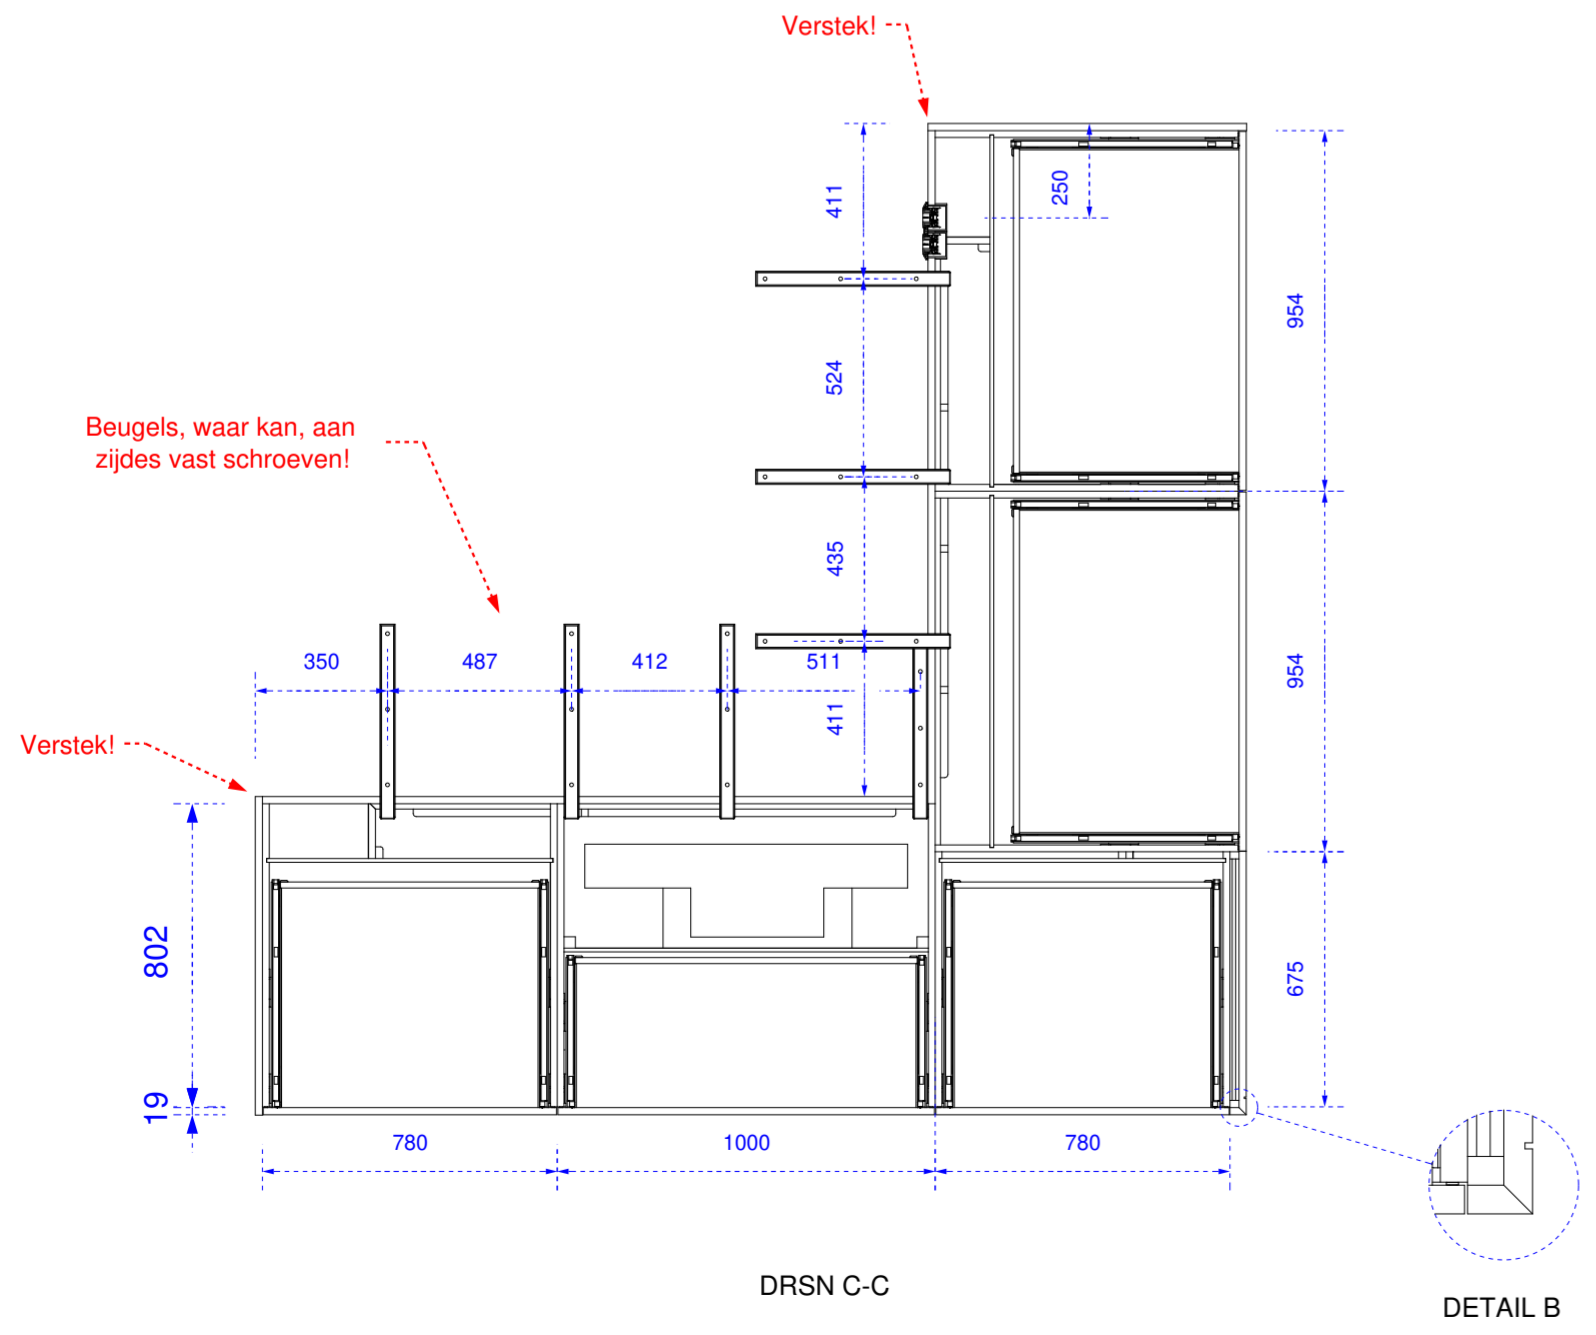 Verstek!
411
250
954
524
Beugels, waar kan, aan
zijdes vast schroeven!
435
350
487
412
511
411
954
Verstek!
802
675
19
780
1000
780
DRSN C-C
DETAIL B